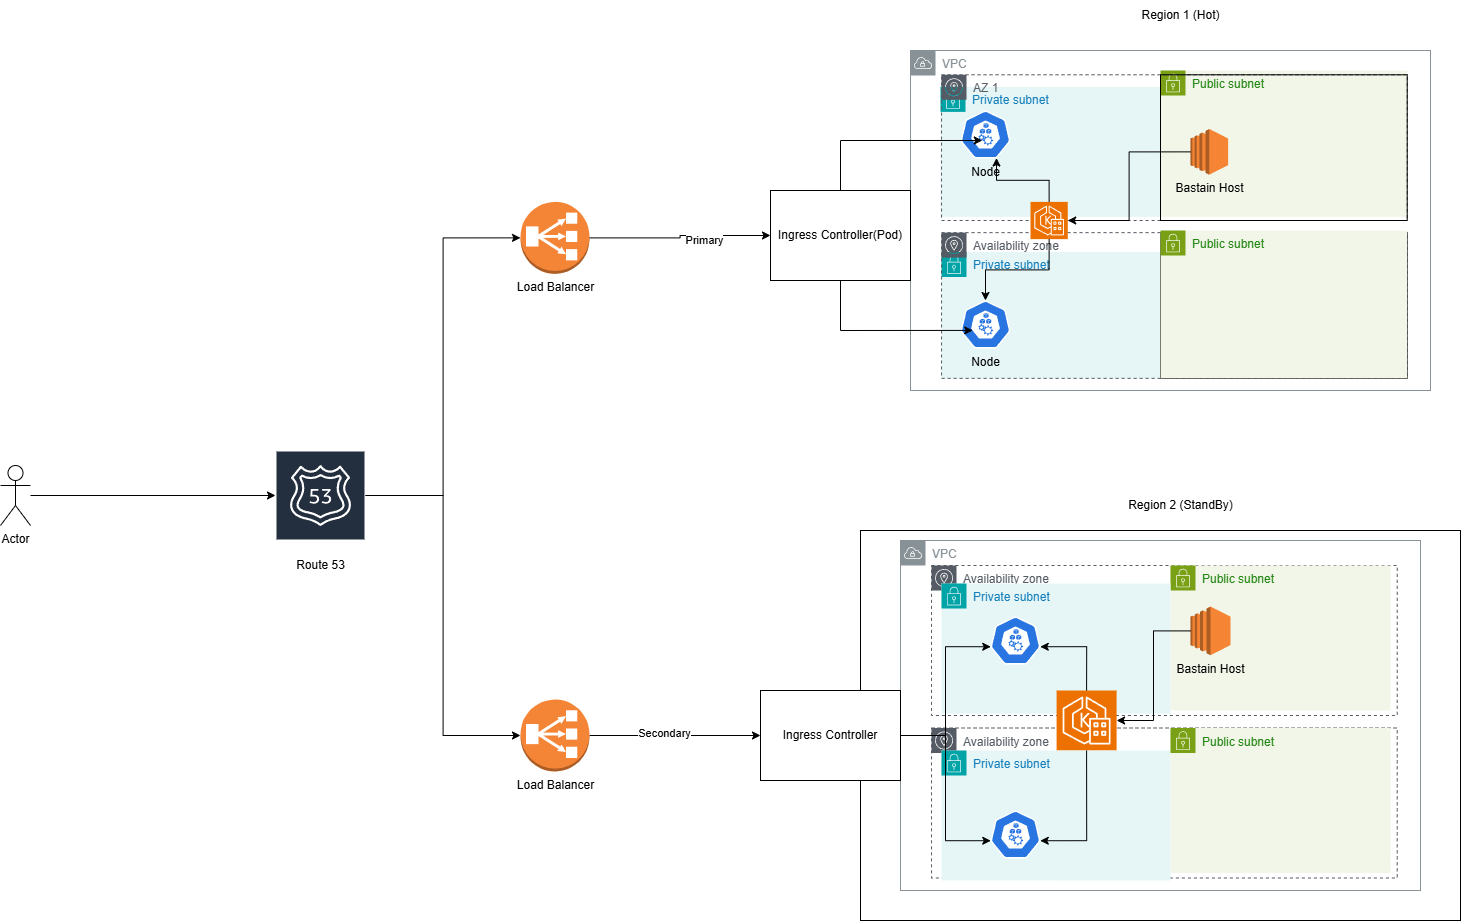 Region 1 (Hot)
VPC
AZ 1
Private subnet
Public subnet
Node
Bastain Host
Load Balancer
Primary
Ingress Controller(Pod)
Availability zone
Private subnet
Public subnet
Node
Actor
53
Route 53
Region 2 (StandBy)
VPC
Availability zone
Private subnet
Public subnet
K
Bastain Host
Load Balancer
Secondary
Ingress Controller
Availability zone
Private subnet
Public subnet
K